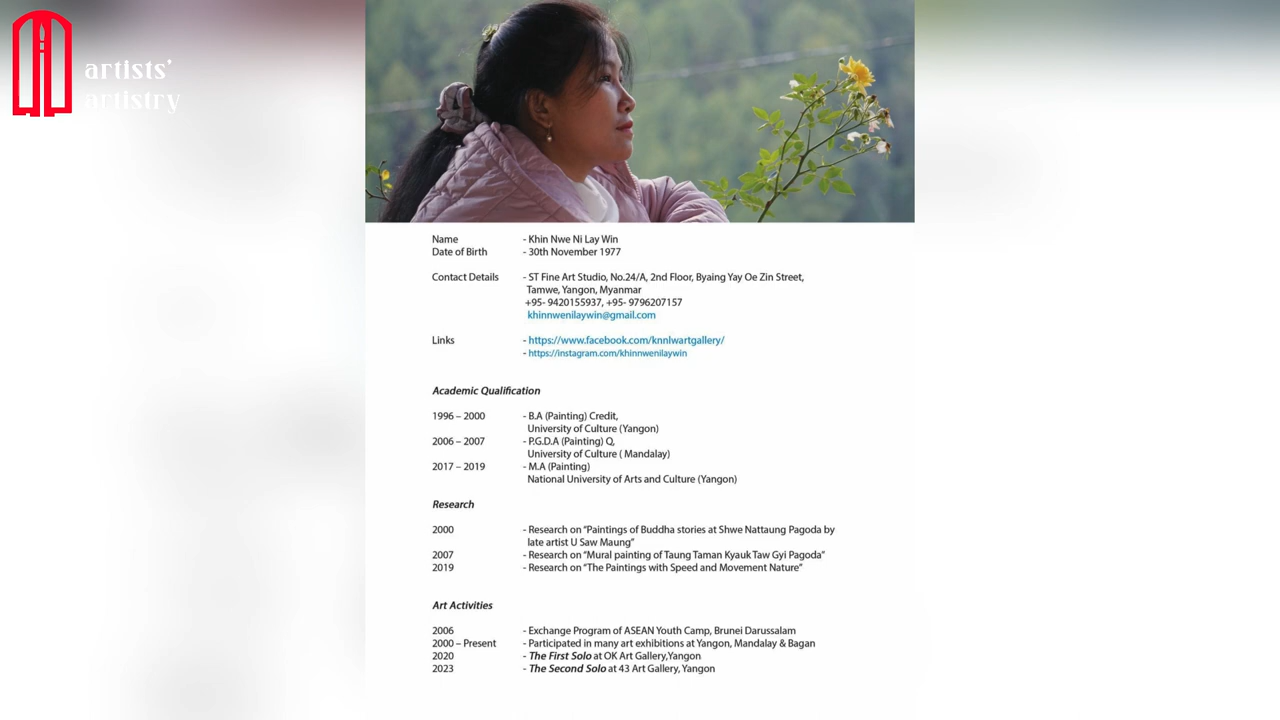 artists'
artistry
Name - Khin Nwe Ni Lay Win
Date of Birth - 30th November 1977
Contact Details - ST Fine Art Studio, No.24/A, 2nd Floor, Byaing Yay Oe Zin Street,
Tamwe, Yangon, Myanmar
+95- 9420155937, +95- 9796207157
khinnwenilaywin@gmail.com
Links - https://www.facebook.com/knnlwartgallery/
- https://instagram.com/khinnwenilaywin
Academic Qualification
1996 – 2000 - B.A (Painting) Credit,
University of Culture (Yangon)
2006 – 2007 - P.G.D.A (Painting) Q,
University of Culture ( Mandalay)
2017 – 2019 - M.A (Painting)
National University of Arts and Culture (Yangon)
Research
2000 - Research on “Paintings of Buddha stories at Shwe Nattaung Pagoda by
late artist U Saw Maung”
2007 - Research on “Mural painting of Taung Taman Kyauk Taw Gyi Pagoda”
2019 - Research on “The Paintings with Speed and Movement Nature”
Art Activities
2006 - Exchange Program of ASEAN Youth Camp, Brunei Darussalam
2000 – Present - Participated in many art exhibitions at Yangon, Mandalay & Bagan
2020 - The First Solo at OK Art Gallery,Yangon
2023 - The Second Solo at 43 Art Gallery, Yangon